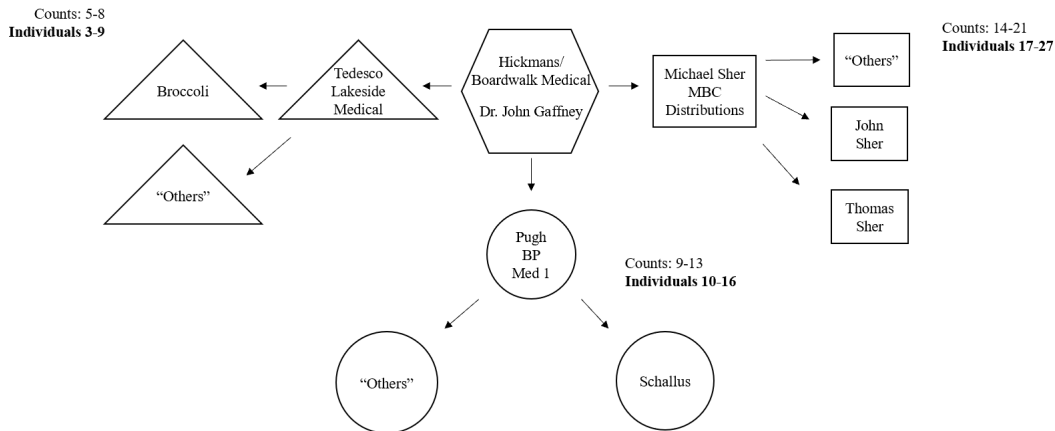 Counts: 5-8
Individuals 3-9
Counts: 14-21
Individuals 17-27
Broccoli
Tedesco
Lakeside
Medical
Hickmans/
Boardwalk Medical
Dr. John Gaffney
Michael Sher
MBC
Distributions
“Others”
John
Sher
Thomas
Sher
“Others”
Pugh
BP
Med 1
Counts: 9-13
Individuals 10-16
“Others”
Schallus